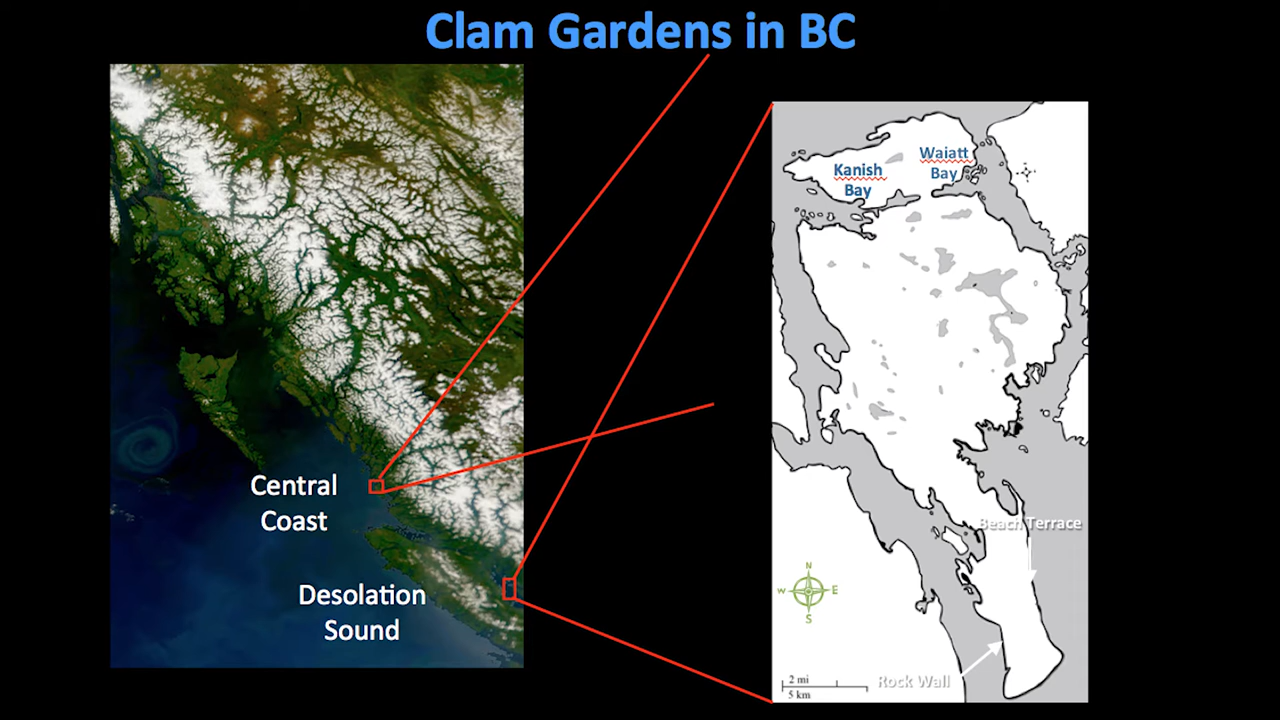 Clam Gardens in BC
Central
Coast
Desolation
Sound
Kanish
Bay
Waiatt
Bay
Beach Terrace
N
W
E
S
Rock Wall
2 mi
5 km